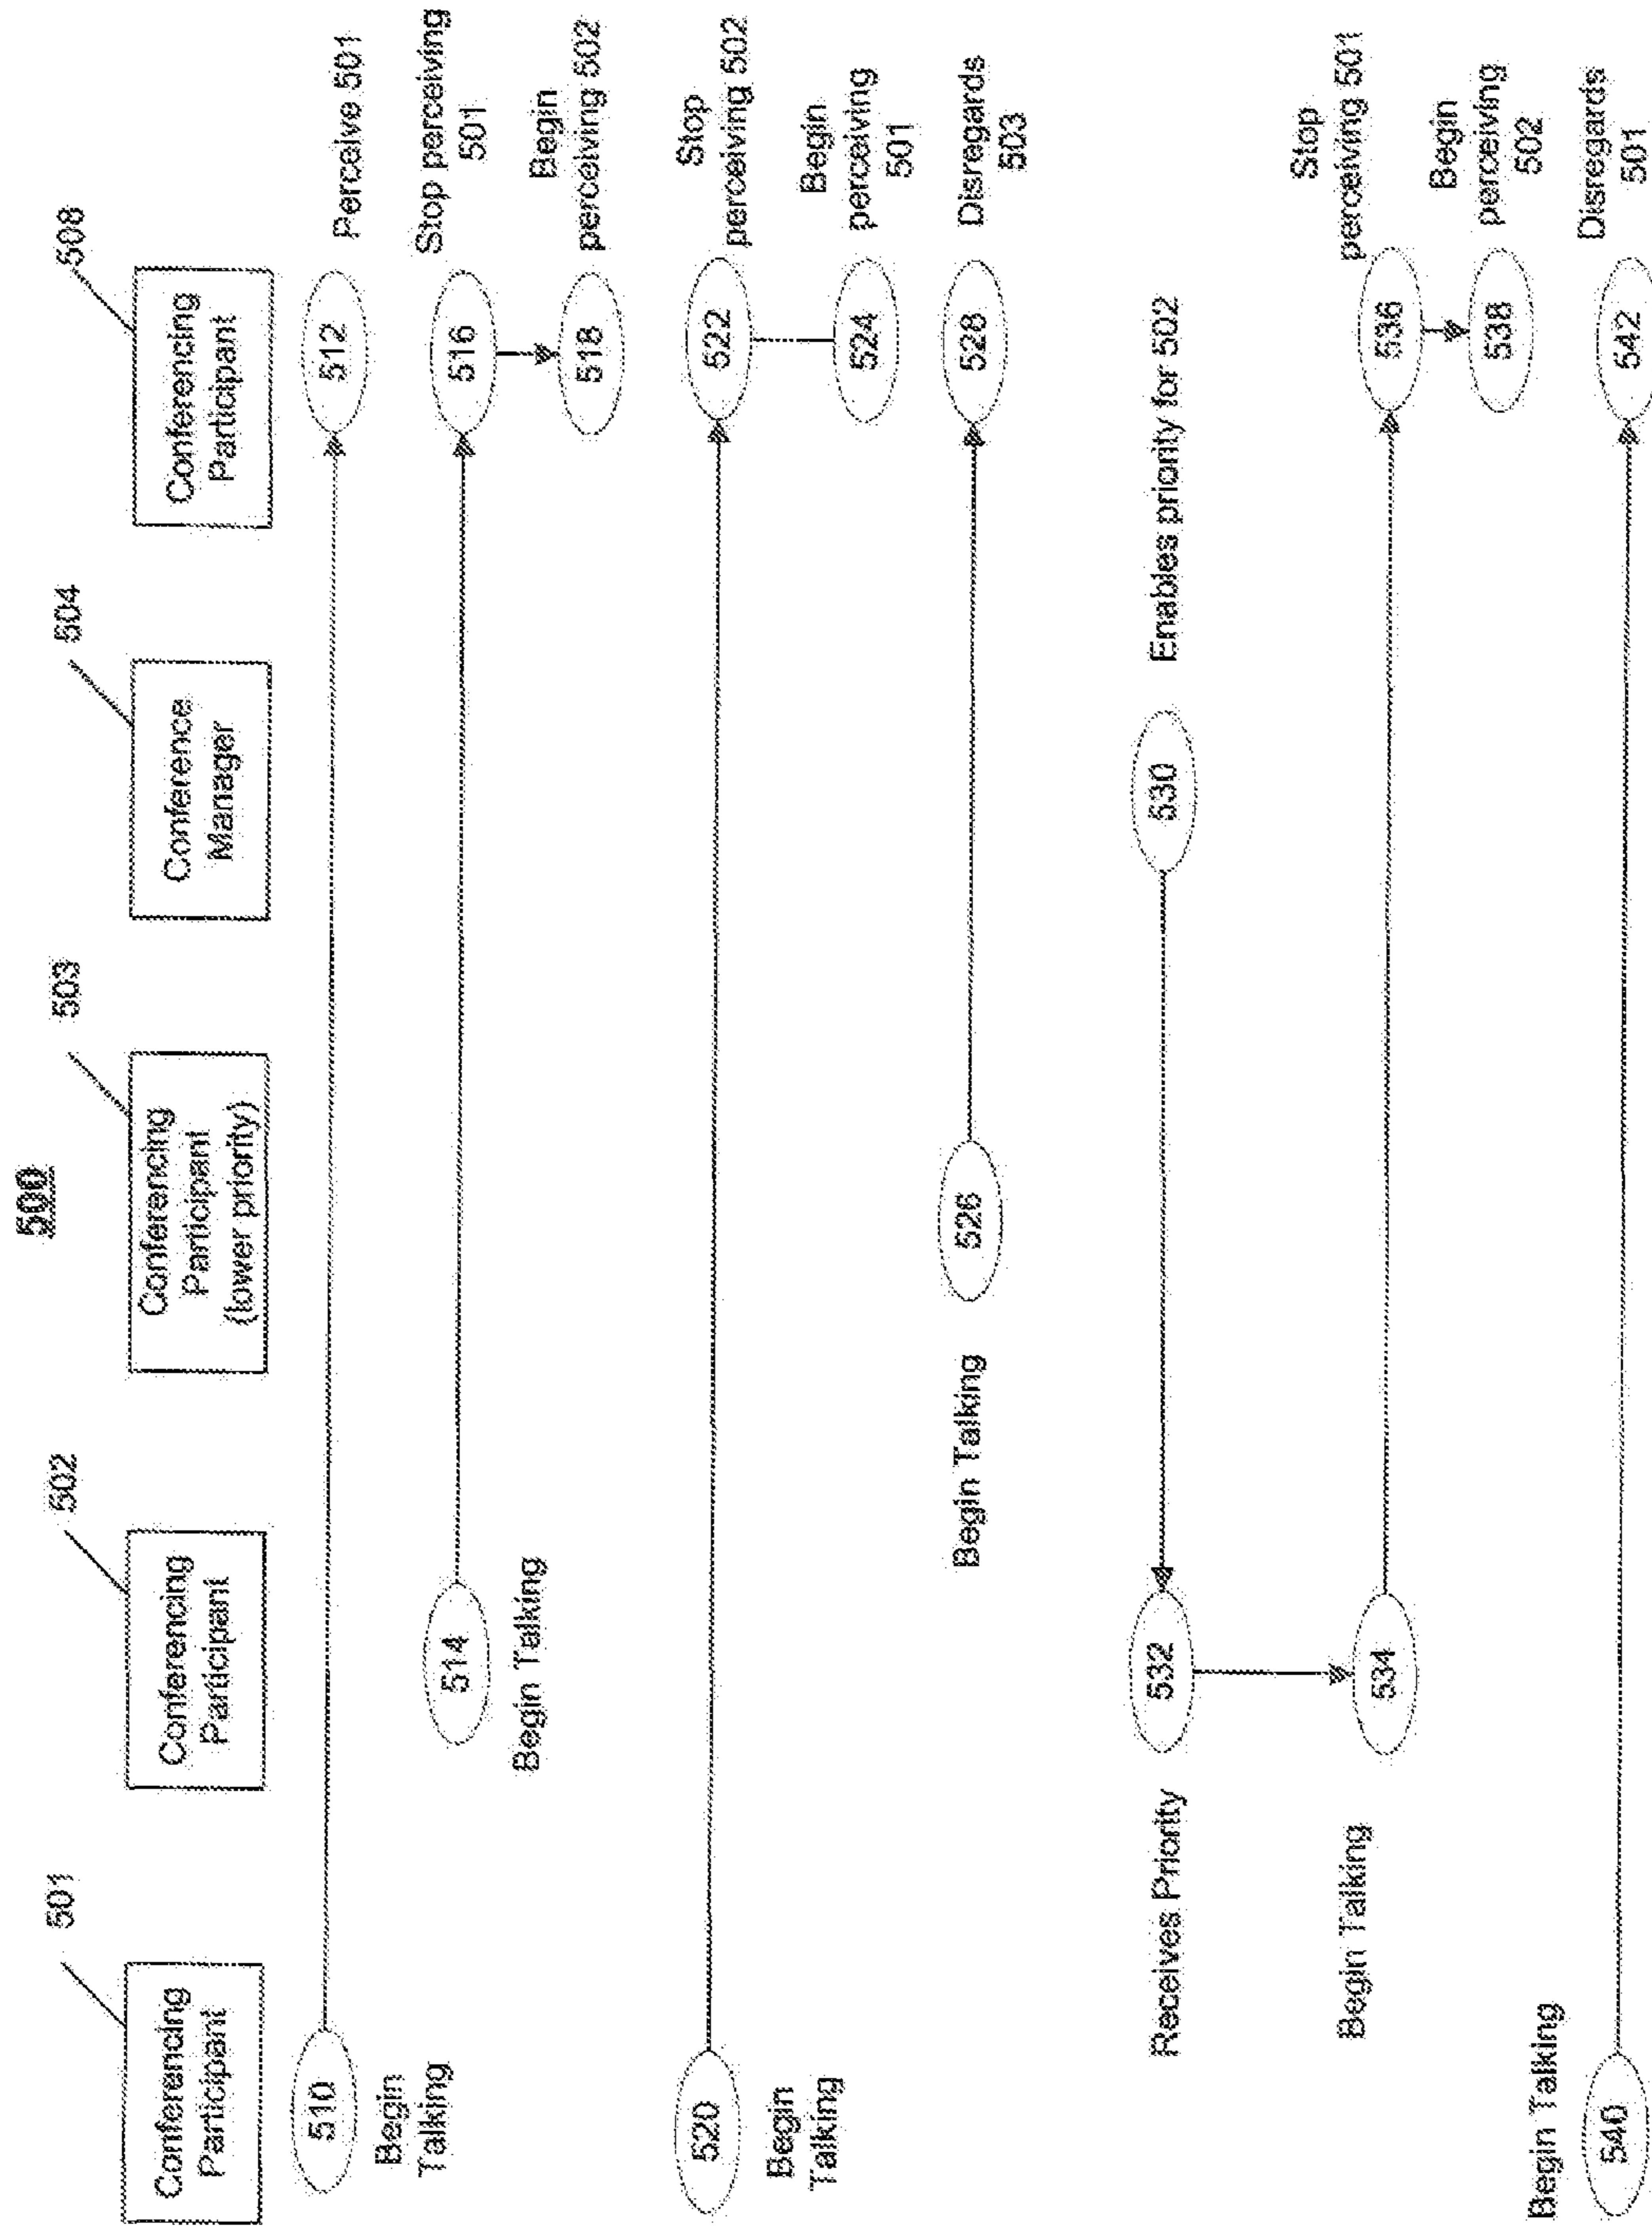 500
501
502
503
504
508
Conferencing
Participant
Conferencing
Participant
Conferencing
Participant
(lower priority)
Conference
Manager
Conferencing
Participant
510
Begin
Talking
512
Perceive 501
514
Begin Talking
516
Stop perceiving
501
518
Begin
perceiving 502
520
Begin
Talking
522
Stop
perceiving 502
524
Begin
perceiving 501
Begin Talking
526
528
Disregards
503
Receives Priority
532
530
Enables priority for 502
Begin Talking
534
536
Stop
perceiving 501
538
Begin
perceiving
502
Begin Talking
540
542
Disregards
501